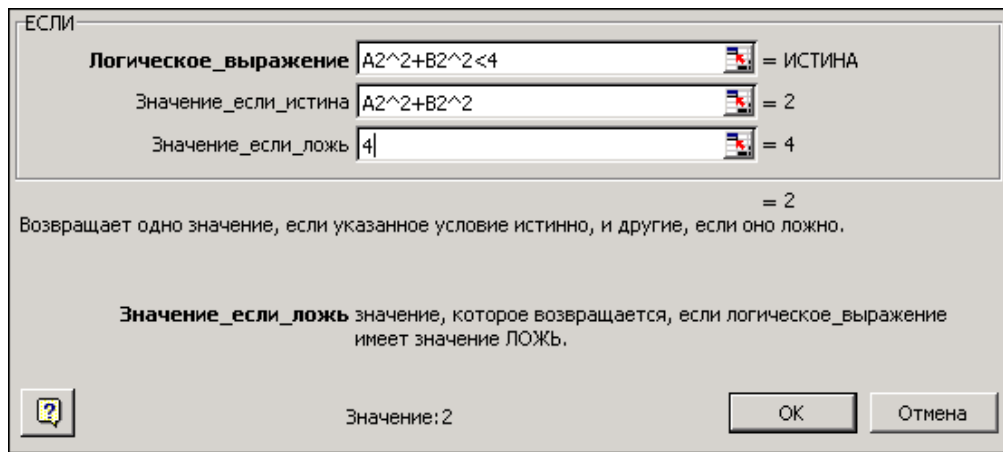 ЕСЛИ
Логическое_выражение A2^2+B2^2<4 = ИСТИНА
Значение_если_истина A2^2+B2^2 = 2
Значение_если_ложь 4 = 4
= 2
Возвращает одно значение, если указанное условие истинно, и другие, если оно ложно.
Значение_если_ложь значение, которое возвращается, если логическое_выражение
имеет значение ЛОЖЬ.
? Значение:2 OK Отмена